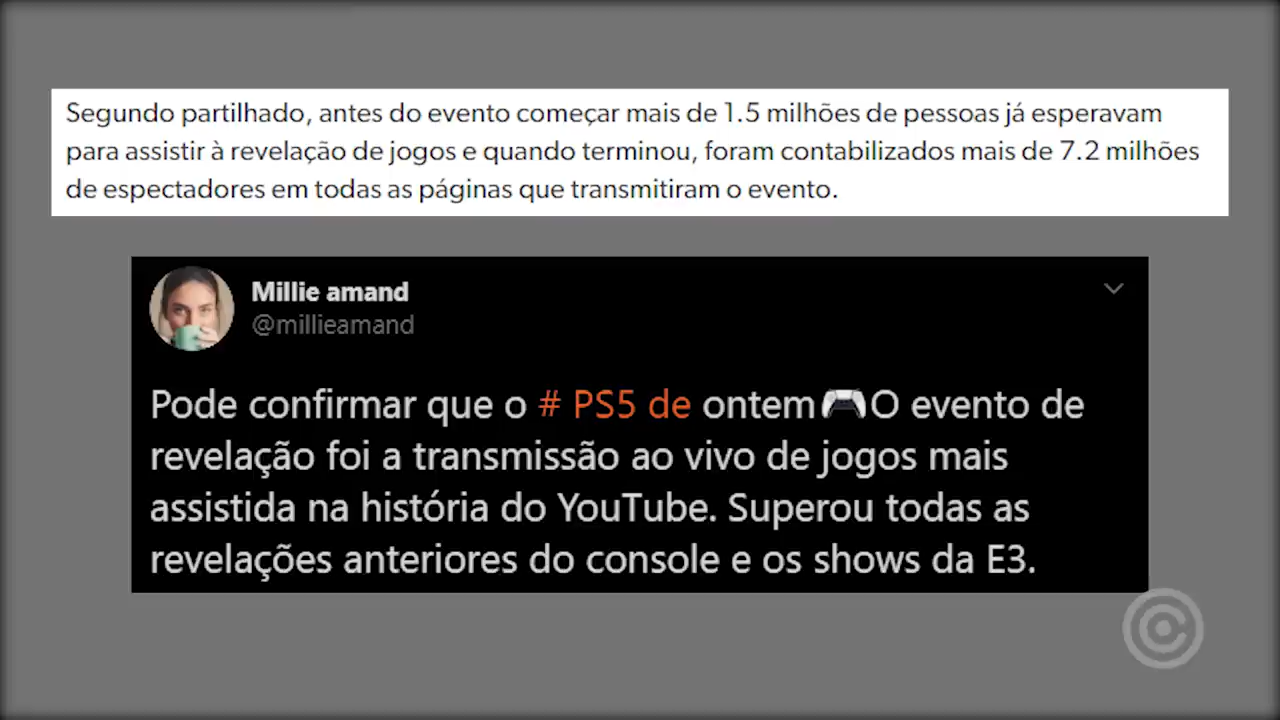 Segundo partilhado, antes do evento começar mais de 1.5 milhões de pessoas já esperavam
para assistir à revelação de jogos e quando terminou, foram contabilizados mais de 7.2 milhões
de espectadores em todas as páginas que transmitiram o evento.
Millie amand
@millieamand
Pode confirmar que o # PS5 de ontem🎮O evento de
revelação foi a transmissão ao vivo de jogos mais
assistida na história do YouTube. Superou todas as
revelações anteriores do console e os shows da E3.